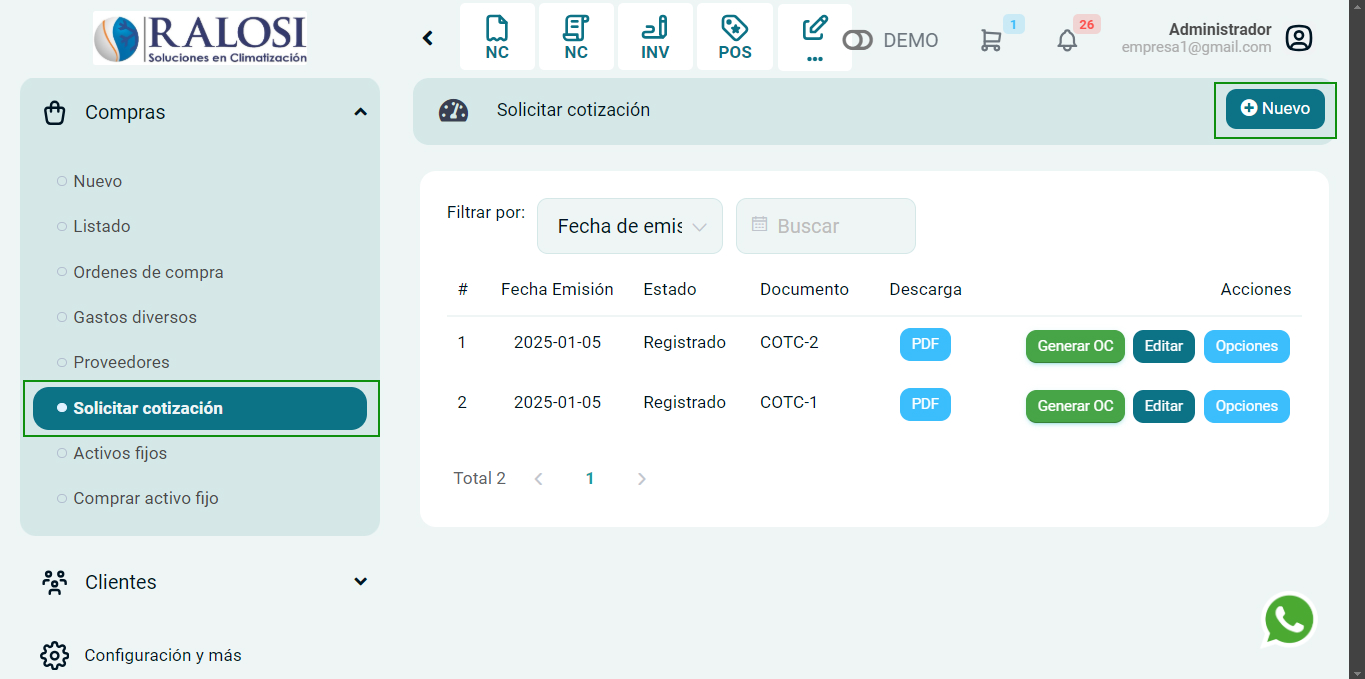 RALOSI
Soluciones en Climatización
NC
NC
INV
POS
...
DEMO
1
26
Administrador
empresa1@gmail.com
Compras
Nuevo
Listado
Ordenes de compra
Gastos diversos
Proveedores
Solicitar cotización
Activos fijos
Comprar activo fijo
Clientes
Configuración y más
Solicitar cotización
Nuevo
Filtrar por: Fecha de emis Buscar
# Fecha Emisión Estado Documento Descarga Acciones
1 2025-01-05 Registrado COTC-2 PDF Generar OC Editar Opciones
2 2025-01-05 Registrado COTC-1 PDF Generar OC Editar Opciones
Total 2 1